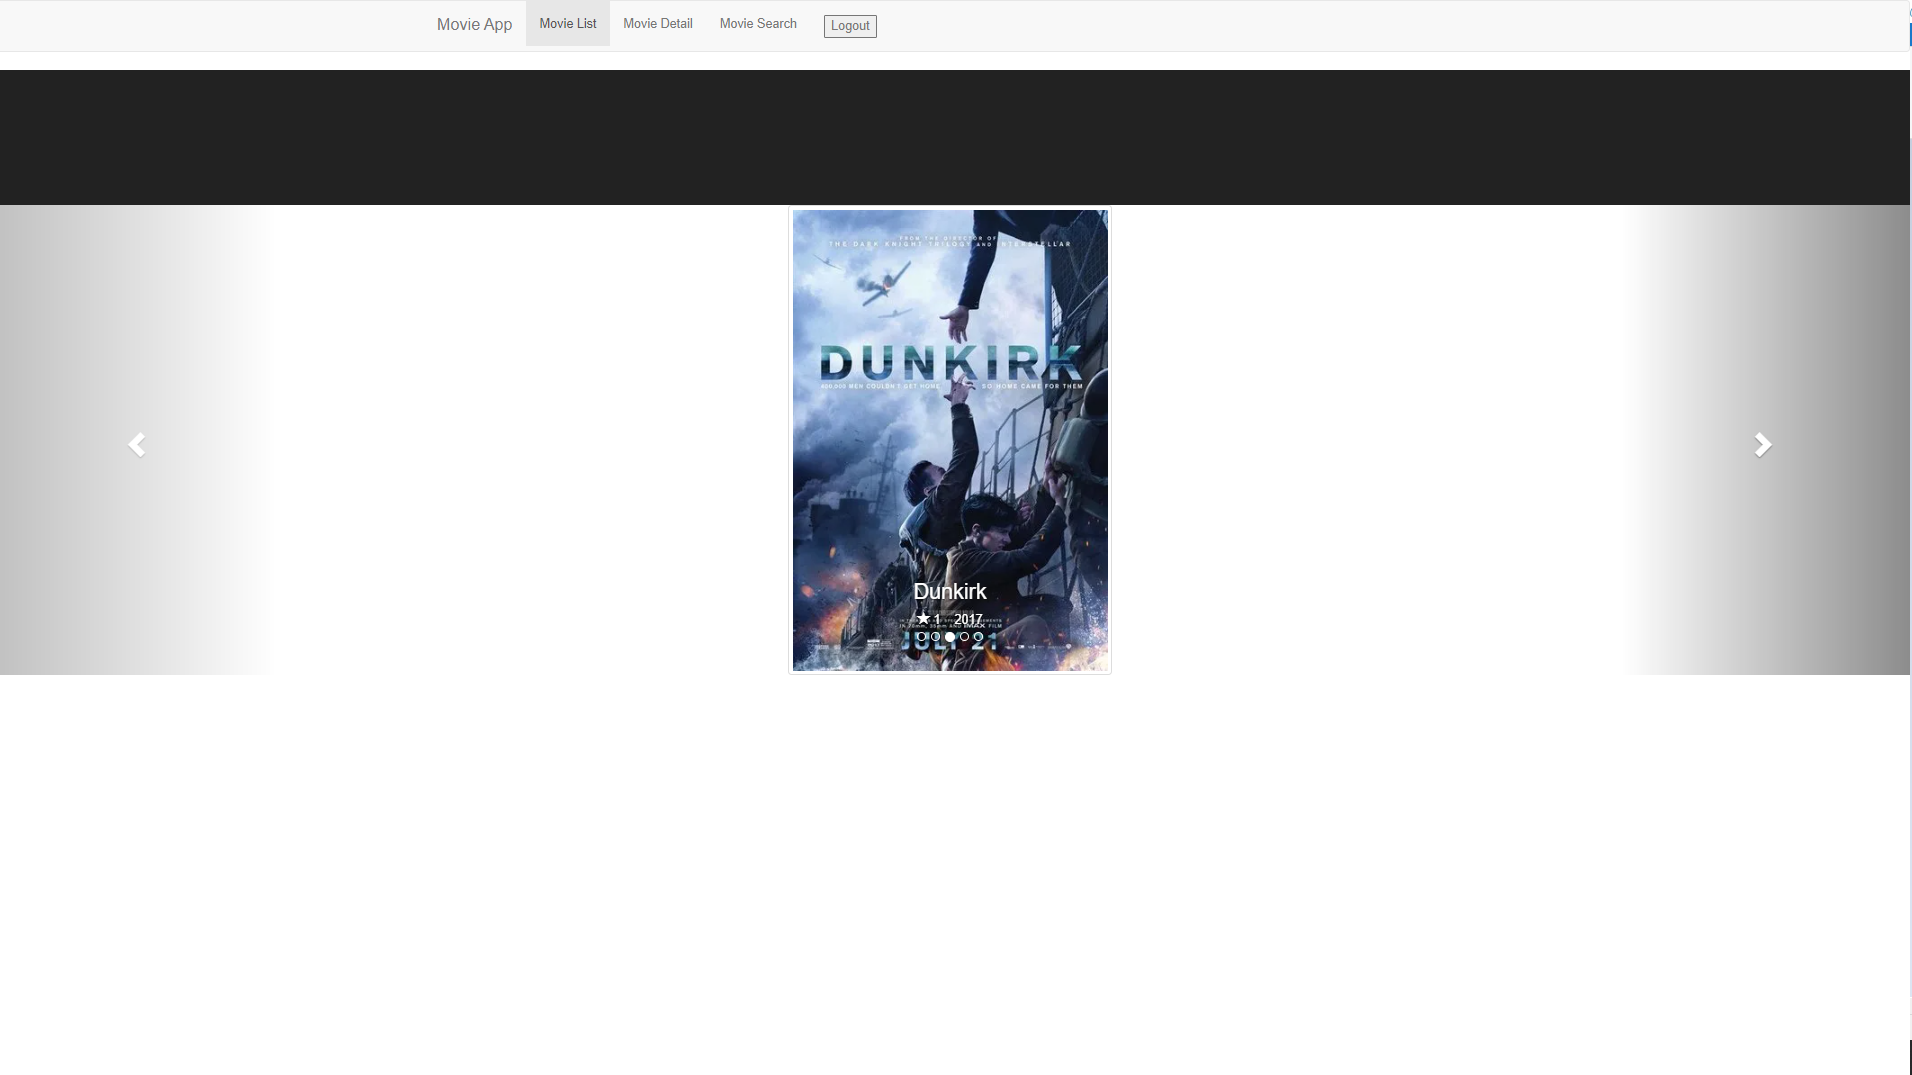 Movie App Movie List Movie Detail Movie Search Logout
FROM THE DIRECTOR OF
THE DARK KNIGHT TRILOGY AND INTERSTELLAR
DUNKIRK
400,000 MEN COULDN'T GET HOME SO HOME CAME FOR THEM
Dunkirk
★ 1 2017
JULY 21